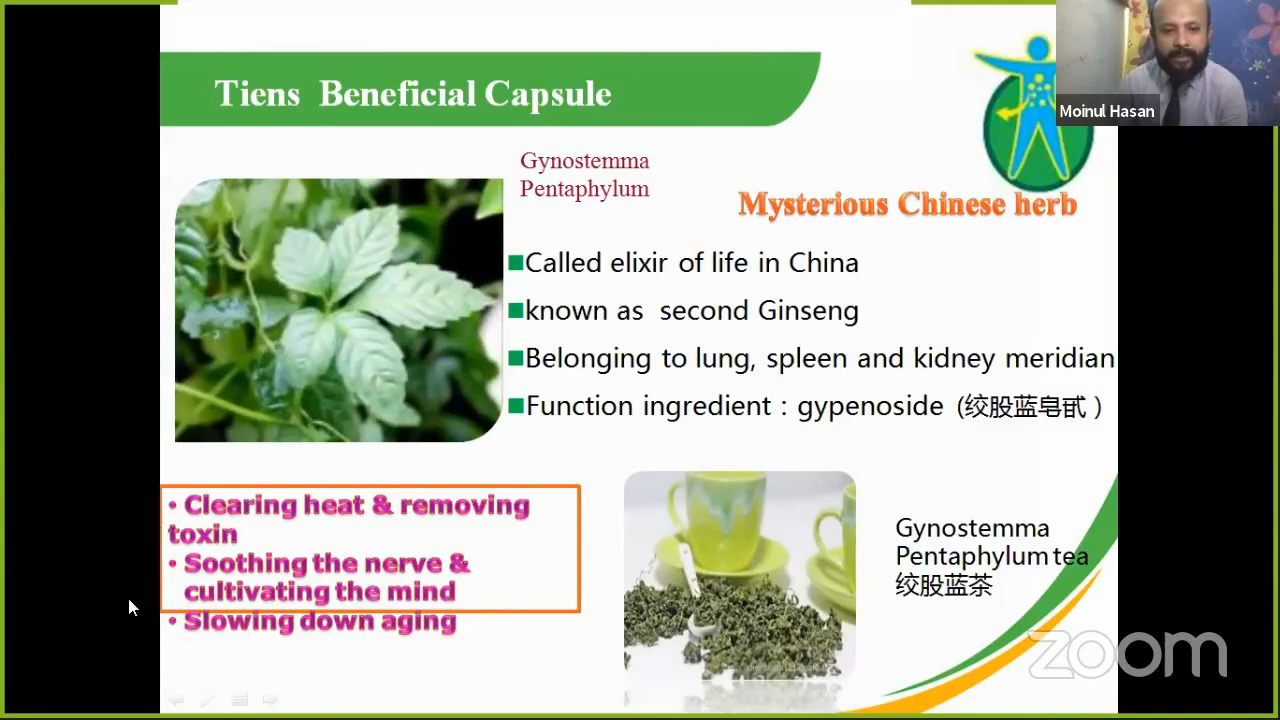 Tiens Beneficial Capsule
Moinul Hasan
Gynostemma
Pentaphylum
Mysterious Chinese herb
Called elixir of life in China
known as second Ginseng
Belonging to lung, spleen and kidney meridian
Function ingredient : gypenoside (绞股蓝皂甙 )
• Clearing heat & removing
toxin
• Soothing the nerve &
cultivating the mind
• Slowing down aging
Gynostemma
Pentaphylum tea
绞股蓝茶
zoom